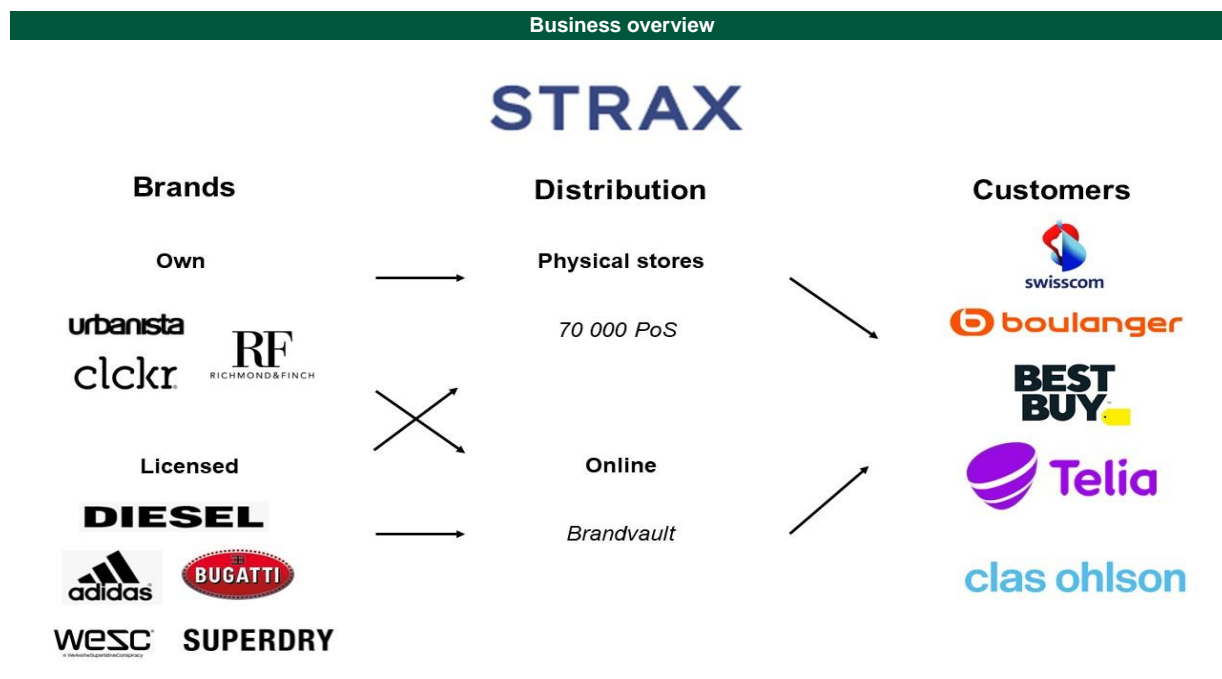 Business overview
STRAX
Brands
Own
urbanista
clckr
RF
RICHMOND&FINCH
Licensed
DIESEL
adidas
BUGATTI
wesc
SUPERDRY
Distribution
Physical stores
70 000 PoS
Online
Brandvault
Customers
swisscom
boulanger
BEST
BUY
Telia
clas ohlson